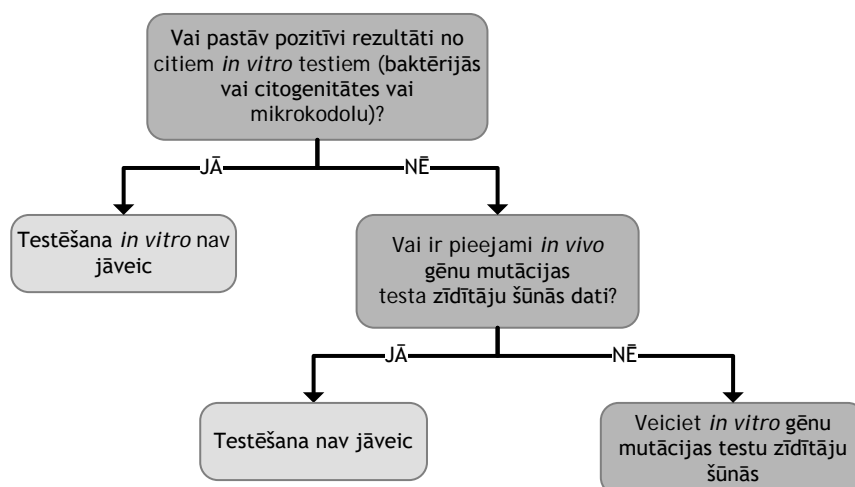 Vai pastāv pozitīvi rezultāti no
citiem in vitro testiem (baktērijās
vai citogenitātes vai
mikrokodolu)?
JĀ
NĒ
Testēšana in vitro nav
jāveic
Vai ir pieejami in vivo
gēnu mutācijas
testa zīdītāju šūnās dati?
JĀ
NĒ
Testēšana nav jāveic
Veiciet in vitro gēnu
mutācijas testu zīdītāju
šūnās